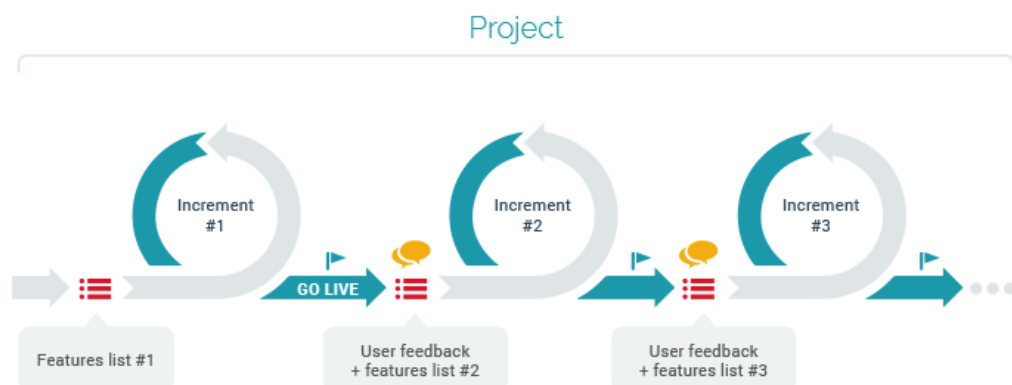 Project
Increment
#1
Increment
#2
Increment
#3
GO LIVE
Features list #1
User feedback
+ features list #2
User feedback
+ features list #3